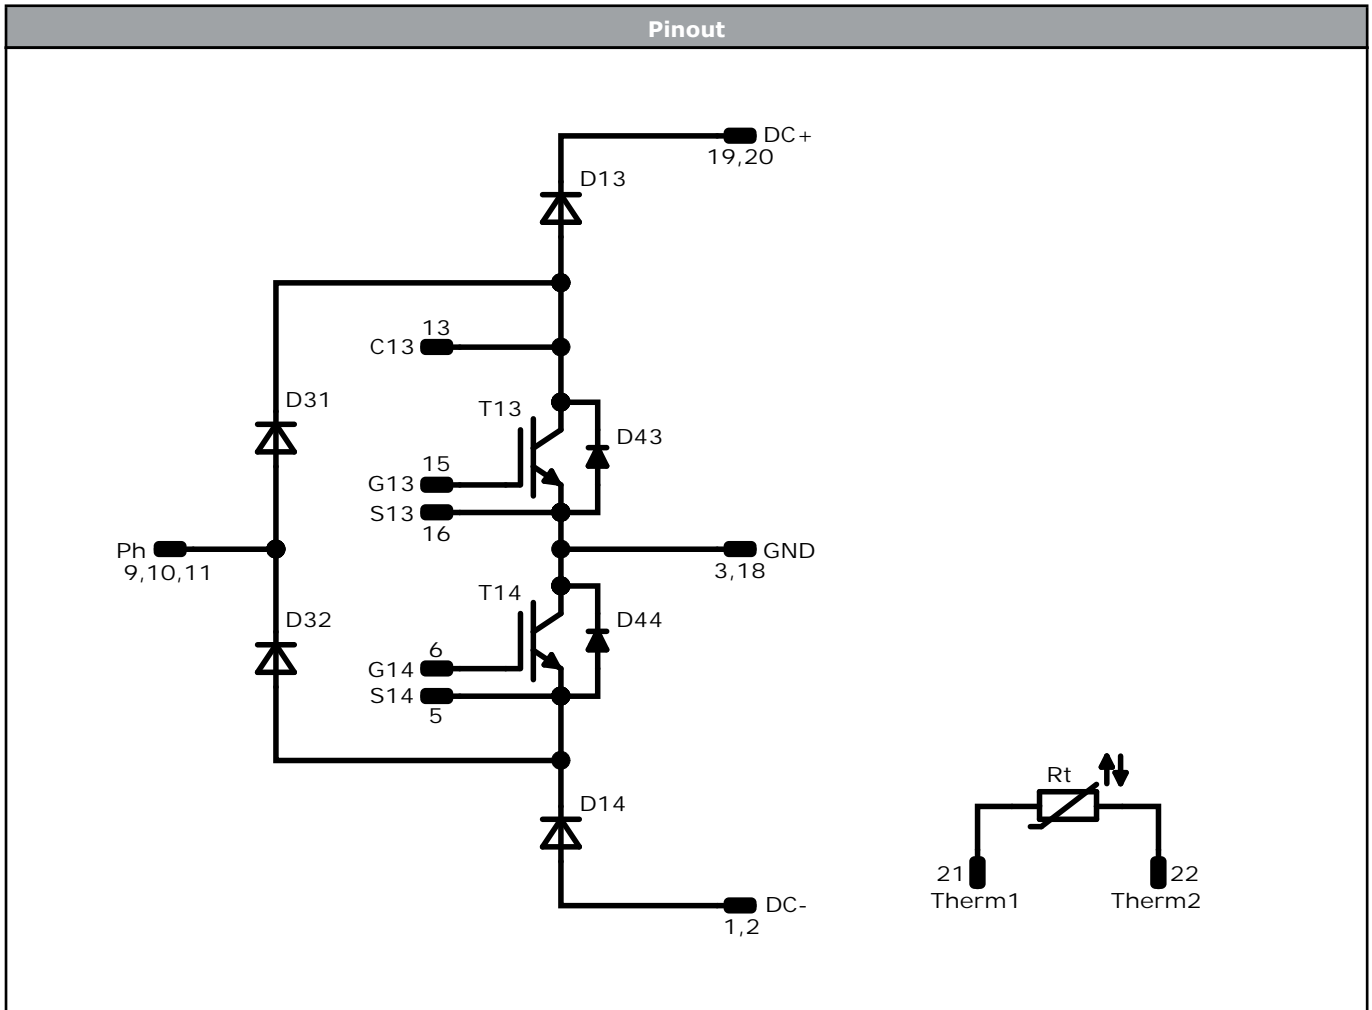 Pinout
DC+
19,20
D13
13
C13
D31
T13
D43
15
G13
S13
16
Ph
9,10,11
GND
3,18
T14
D32
D44
6
G14
S14
5
D14
Rt
21
22
Therm1
Therm2
DC-
1,2